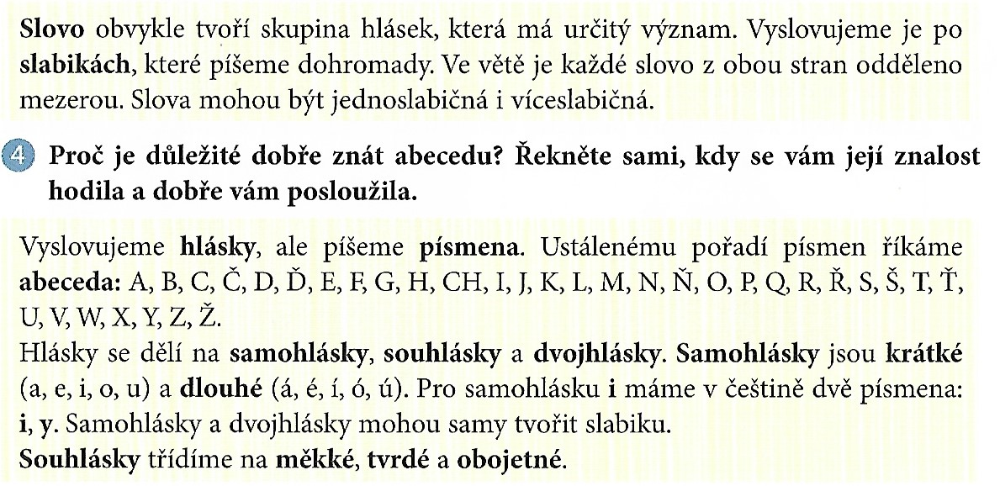 Slovo obvykle tvoří skupina hlásek, která má určitý význam. Vyslovujeme je po
slabikách, které píšeme dohromady. Ve větě je každé slovo z obou stran odděleno
mezerou. Slova mohou být jednoslabičná i víceslabičná.
4 Proč je důležité dobře znát abecedu? Řekněte sami, kdy se vám její znalost
hodila a dobře vám posloužila.
Vyslovujeme hlásky, ale píšeme písmena. Ustálenému pořadí písmen říkáme
abeceda: A, B, C, Č, D, Ď, E, F, G, H, CH, I, J, K, L, M, N, Ň, O, P, Q, R, Ř, S, Š, T, Ť,
U, V, W, X, Y, Z, Ž.
Hlásky se dělí na samohlásky, souhlásky a dvojhlásky. Samohlásky jsou krátké
(a, e, i, o, u) a dlouhé (á, é, í, ó, ú). Pro samohlásku i máme v češtině dvě písmena:
i, y. Samohlásky a dvojhlásky mohou samy tvořit slabiku.
Souhlásky třídíme na měkké, tvrdé a obojetné.